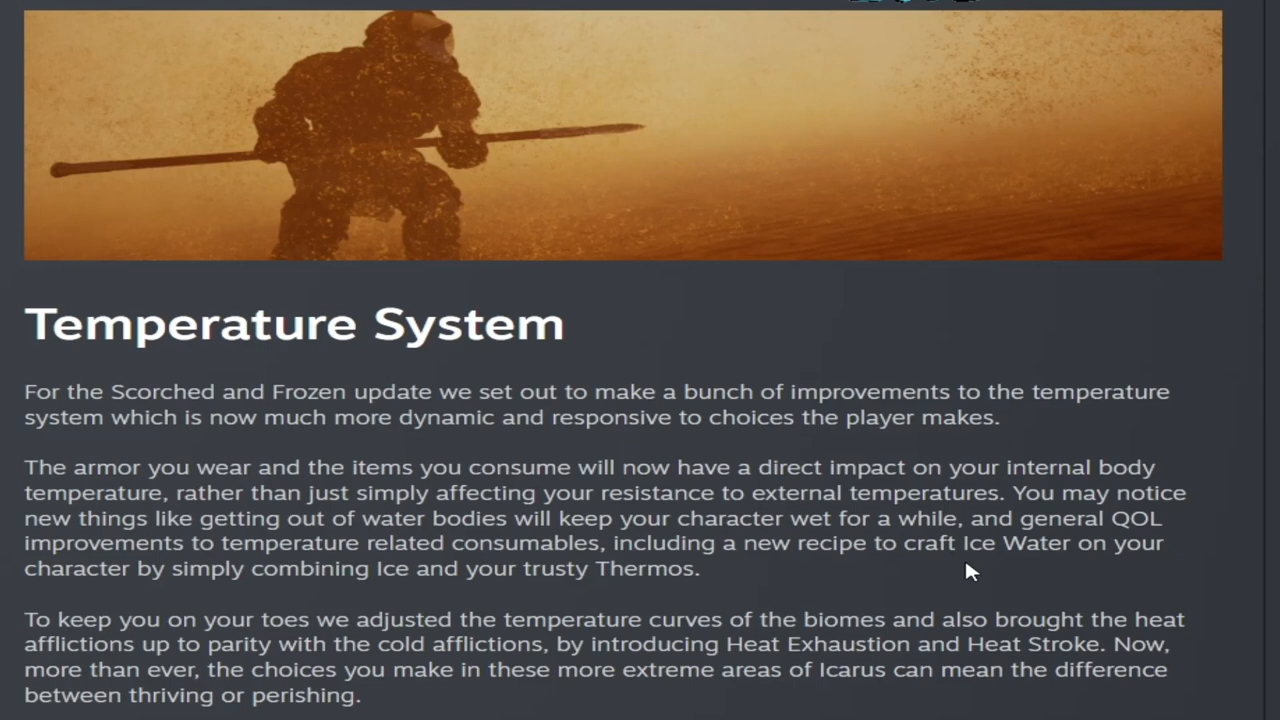 Temperature System
For the Scorched and Frozen update we set out to make a bunch of improvements to the temperature
system which is now much more dynamic and responsive to choices the player makes.
The armor you wear and the items you consume will now have a direct impact on your internal body
temperature, rather than just simply affecting your resistance to external temperatures. You may notice
new things like getting out of water bodies will keep your character wet for a while, and general QOL
improvements to temperature related consumables, including a new recipe to craft Ice Water on your
character by simply combining Ice and your trusty Thermos.
To keep you on your toes we adjusted the temperature curves of the biomes and also brought the heat
afflictions up to parity with the cold afflictions, by introducing Heat Exhaustion and Heat Stroke. Now,
more than ever, the choices you make in these more extreme areas of Icarus can mean the difference
between thriving or perishing.